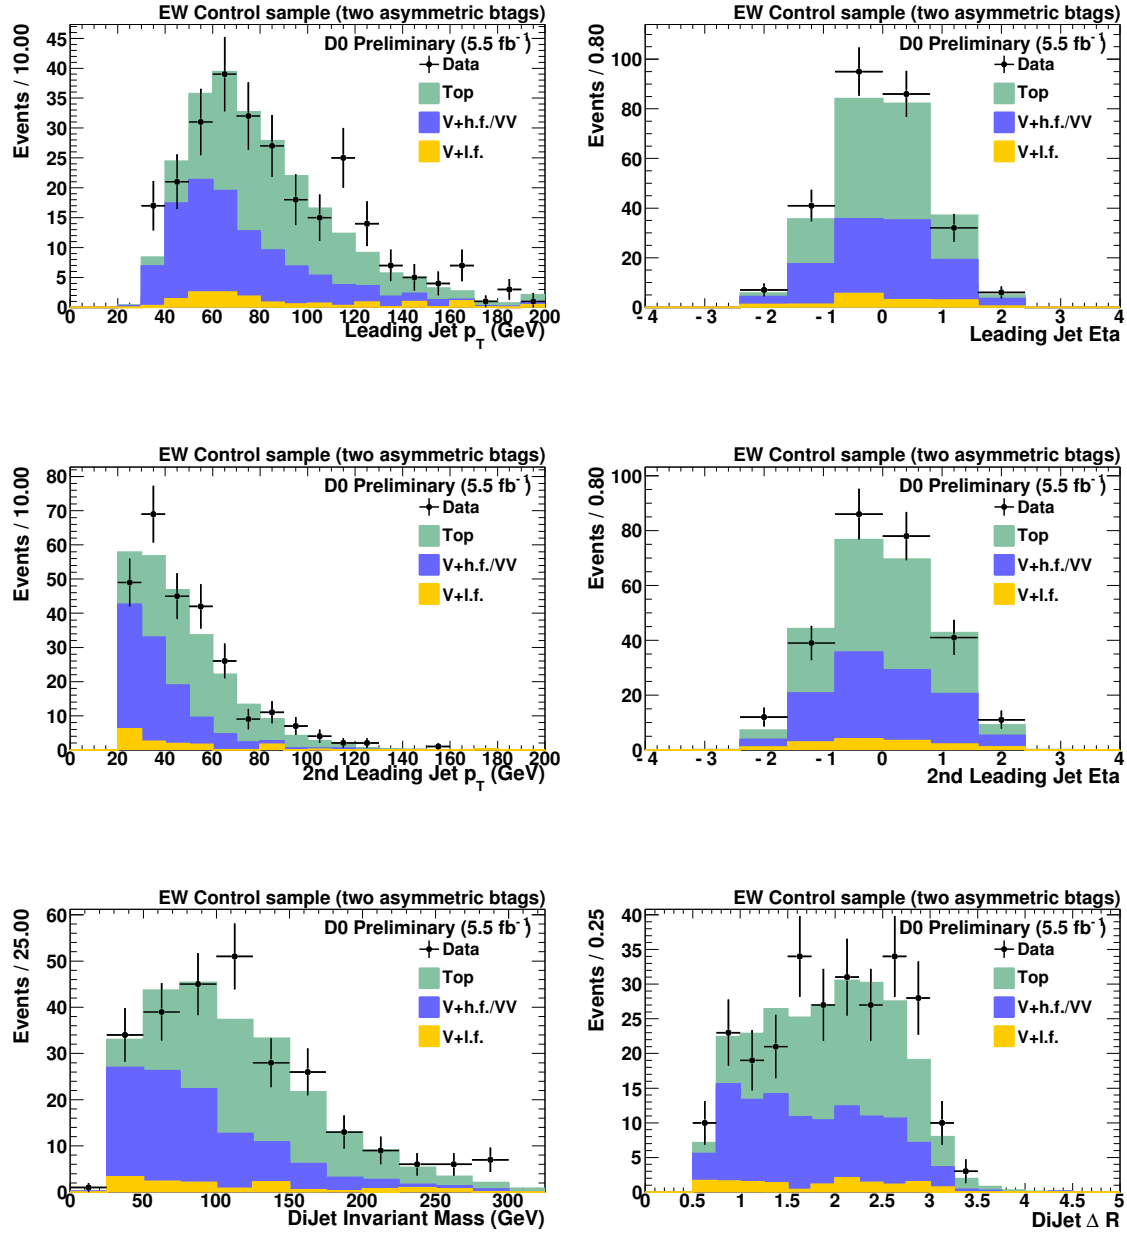 EW Control sample (two asymmetric btags)
D0 Preliminary (5.5 fb⁻¹)
Data
Top
V+h.f./VV
V+l.f.
Events / 10.00
45
40
35
30
25
20
15
10
5
0
0 20 40 60 80 100 120 140 160 180 200
Leading Jet p_T (GeV)
EW Control sample (two asymmetric btags)
D0 Preliminary (5.5 fb⁻¹)
Data
Top
V+h.f./VV
V+l.f.
Events / 0.80
100
80
60
40
20
0
-4 -3 -2 -1 0 1 2 3 4
Leading Jet Eta
EW Control sample (two asymmetric btags)
D0 Preliminary (5.5 fb⁻¹)
Data
Top
V+h.f./VV
V+l.f.
Events / 10.00
80
70
60
50
40
30
20
10
0
0 20 40 60 80 100 120 140 160 180 200
2nd Leading Jet p_T (GeV)
EW Control sample (two asymmetric btags)
D0 Preliminary (5.5 fb⁻¹)
Data
Top
V+h.f./VV
V+l.f.
Events / 0.80
100
80
60
40
20
0
-4 -3 -2 -1 0 1 2 3 4
2nd Leading Jet Eta
EW Control sample (two asymmetric btags)
D0 Preliminary (5.5 fb⁻¹)
Data
Top
V+h.f./VV
V+l.f.
Events / 25.00
60
50
40
30
20
10
0
50 100 150 200 250 300
DiJet Invariant Mass (GeV)
EW Control sample (two asymmetric btags)
D0 Preliminary (5.5 fb⁻¹)
Data
Top
V+h.f./VV
V+l.f.
Events / 0.25
40
35
30
25
20
15
10
5
0
0 0.5 1 1.5 2 2.5 3 3.5 4 4.5 5
DiJet Δ R